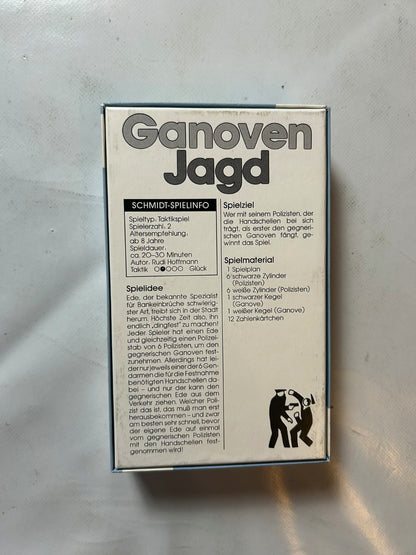 Ganoven
Jagd
SCHMIDT-SPIELINFO
Spieltyp: Taktikspiel
Spielerzahl: 2
Altersempfehlung:
ab 8 Jahre
Spieldauer:
ca. 20–30 Minuten
Autor: Rudi Hoffmann
Taktik O●OOO Glück
Spielidee
Ede, der bekannte Spezialist
für Bankeinbrüche schwierig-
ster Art, treibt sich in der Stadt
herum. Höchste Zeit also, ihn
endlich „dingfest" zu machen!
Jeder Spieler hat einen Ede
und gleichzeitig einen Polizei-
stab von 6 Polizisten, um den
gegnerischen Ganoven fest-
zunehmen. Allerdings hat lei-
der nur jeweils einer der 6 Gen-
darmen die für die Festnahme
benötigten Handschellen da-
bei – und nur der kann den
gegnerischen Ede aus dem
Verkehr ziehen. Welcher Poli-
zist das ist, das muß man erst
herausbekommen – und zwar
am besten sehr schnell, bevor
der eigene Ede auf einmal
vom gegnerischen Polizisten
mit den Handschellen fest-
genommen wird!
Spielziel
Wer mit seinem Polizisten, der
die Handschellen bei sich
trägt, als erster den gegneri-
schen Ganoven fängt, ge-
winnt das Spiel.
Spielmaterial
1 Spielplan
6 schwarze Zylinder
(Polizisten)
6 weiße Zylinder (Polizisten)
1 schwarzer Kegel
(Ganove)
1 weißer Kegel (Ganove)
12 Zahlenkärtchen